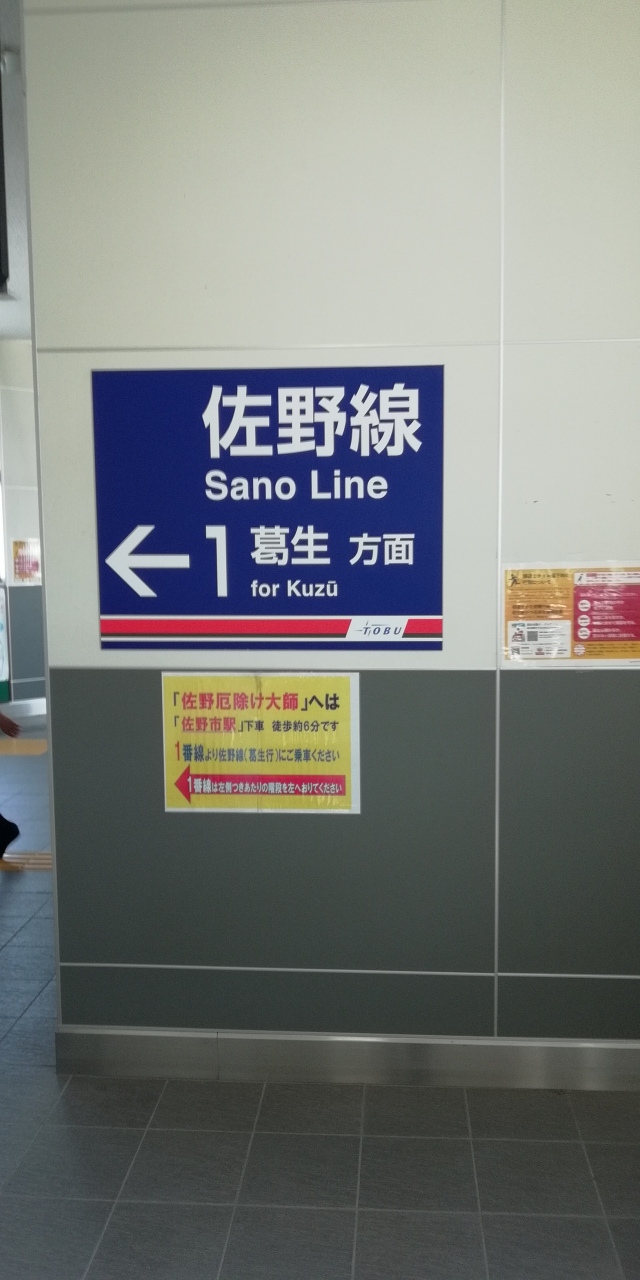 佐野線
Sano Line
←1 葛生 方面
for Kuzū
TOBU
「佐野厄除け大師」へは
「佐野市駅」下車 徒歩約6分です
1番線より佐野線(葛生行)にご乗車ください
1番線は左側つきあたりの階段を左へおりてください